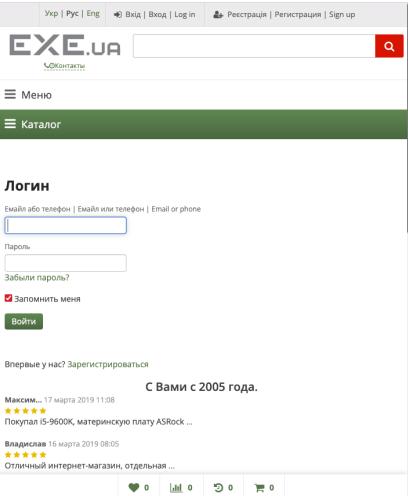 Укр | Рус | Eng Вхід | Вход | Log in Реєстрація | Регистрация | Sign up
EXE.UA
Контакты
Меню
Каталог
Логин
Емайл або телефон | Емайл или телефон | Email or phone
Пароль
Забыли пароль?
Запомнить меня
Войти
Впервые у нас? Зарегистрироваться
С Вами с 2005 года.
Максим... 17 марта 2019 11:08
Покупал i5-9600K, материнскую плату ASRock ...
Владислав 16 марта 2019 08:05
Отличный интернет-магазин, отдельная ...
0 0 0 0